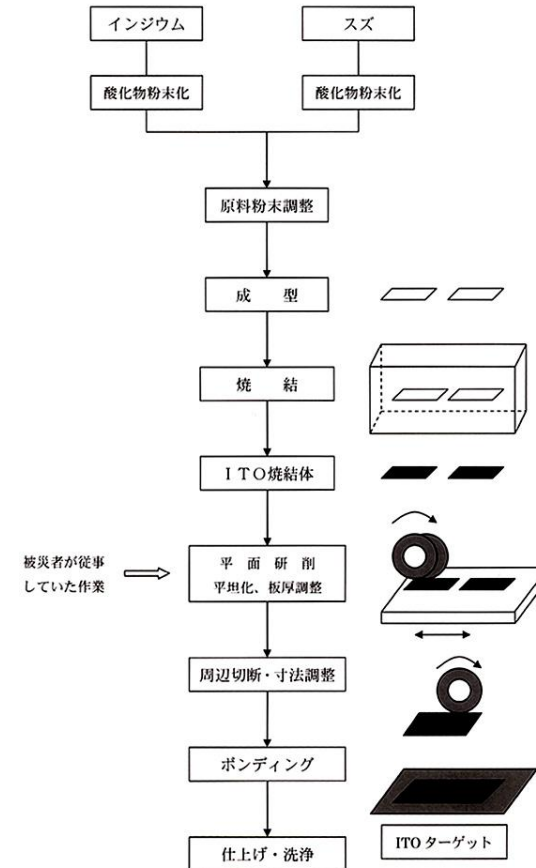 インジウム
スズ
酸化物粉末化
酸化物粉末化
原料粉末調整
成　型
焼　結
ＩＴＯ焼結体
被災者が従事
していた作業
平　面　研　削
平坦化、板厚調整
周辺切断・寸法調整
ボンディング
仕上げ・洗浄
ITO ターゲット